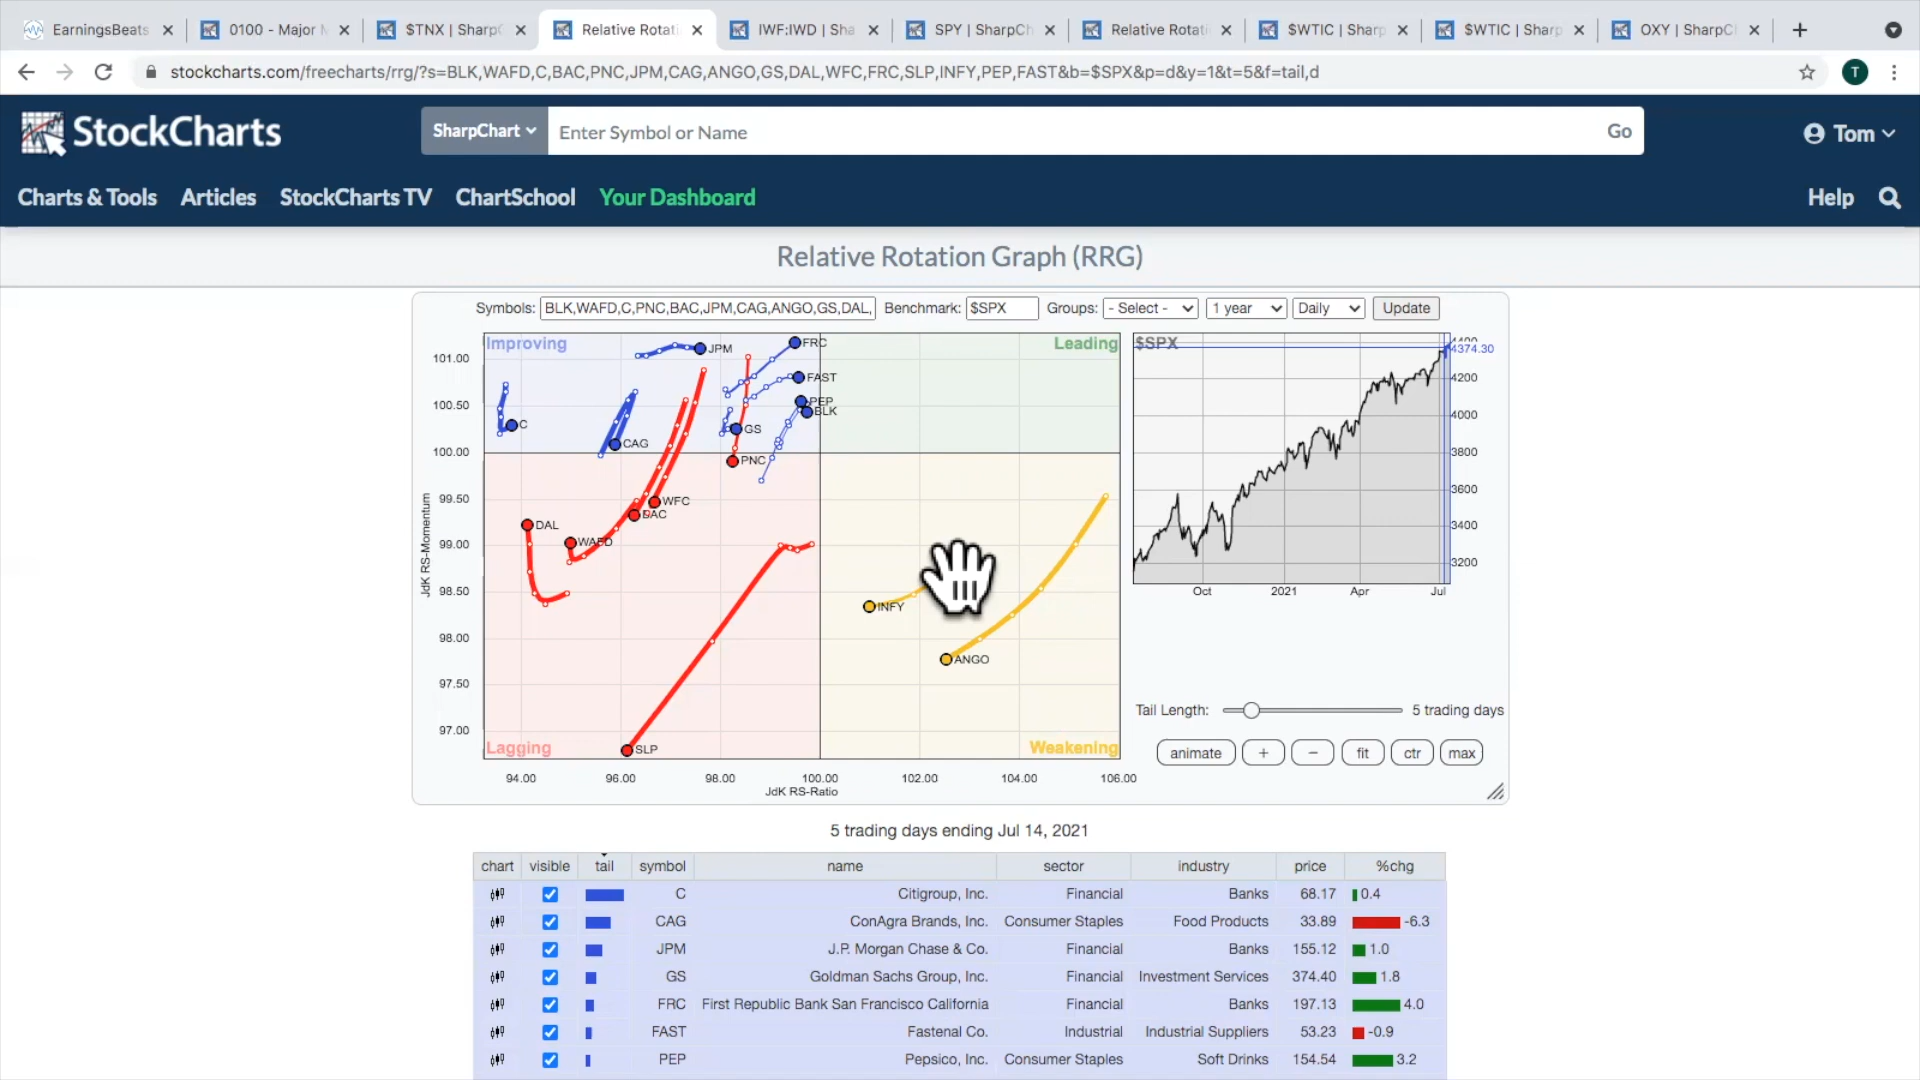 EarningsBeats
0100 - Major M
$TNX | SharpC
Relative Rotati
IWF:IWD | Sha
SPY | SharpCh
Relative Rotati
$WTIC | Sharp
$WTIC | Sharp
OXY | SharpC
stockcharts.com/freecharts/rrg/?s=BLK,WAFD,C,BAC,PNC,JPM,CAG,ANGO,GS,DAL,WFC,FRC,SLP,INFY,PEP,FAST&b=$SPX&p=d&y=1&t=5&f=tail,d
T
StockCharts
SharpChart
Enter Symbol or Name
Go
Tom
Charts & Tools
Articles
StockCharts TV
ChartSchool
Your Dashboard
Help
Relative Rotation Graph (RRG)
Symbols: BLK,WAFD,C,PNC,BAC,JPM,CAG,ANGO,GS,DAL, Benchmark: $SPX Groups: - Select - 1 year Daily Update
Improving
Leading
Lagging
Weakening
JdK RS-Momentum
101.00
100.50
100.00
99.50
99.00
98.50
98.00
97.50
97.00
JPM
FRC
FAST
PEP
BLK
C
CAG
GS
PNC
WFC
BAC
DAL
WAFD
INFY
ANGO
SLP
94.00 96.00 98.00 100.00 102.00 104.00 106.00
JdK RS-Ratio
$SPX
4400
4374.30
4200
4000
3800
3600
3400
3200
Oct 2021 Apr Jul
Tail Length: 5 trading days
animate + − fit ctr max
5 trading days ending Jul 14, 2021
chart visible tail symbol name sector industry price %chg
C Citigroup, Inc. Financial Banks 68.17 0.4
CAG ConAgra Brands, Inc. Consumer Staples Food Products 33.89 -6.3
JPM J.P. Morgan Chase & Co. Financial Banks 155.12 1.0
GS Goldman Sachs Group, Inc. Financial Investment Services 374.40 1.8
FRC First Republic Bank San Francisco California Financial Banks 197.13 4.0
FAST Fastenal Co. Industrial Industrial Suppliers 53.23 -0.9
PEP Pepsico, Inc. Consumer Staples Soft Drinks 154.54 3.2